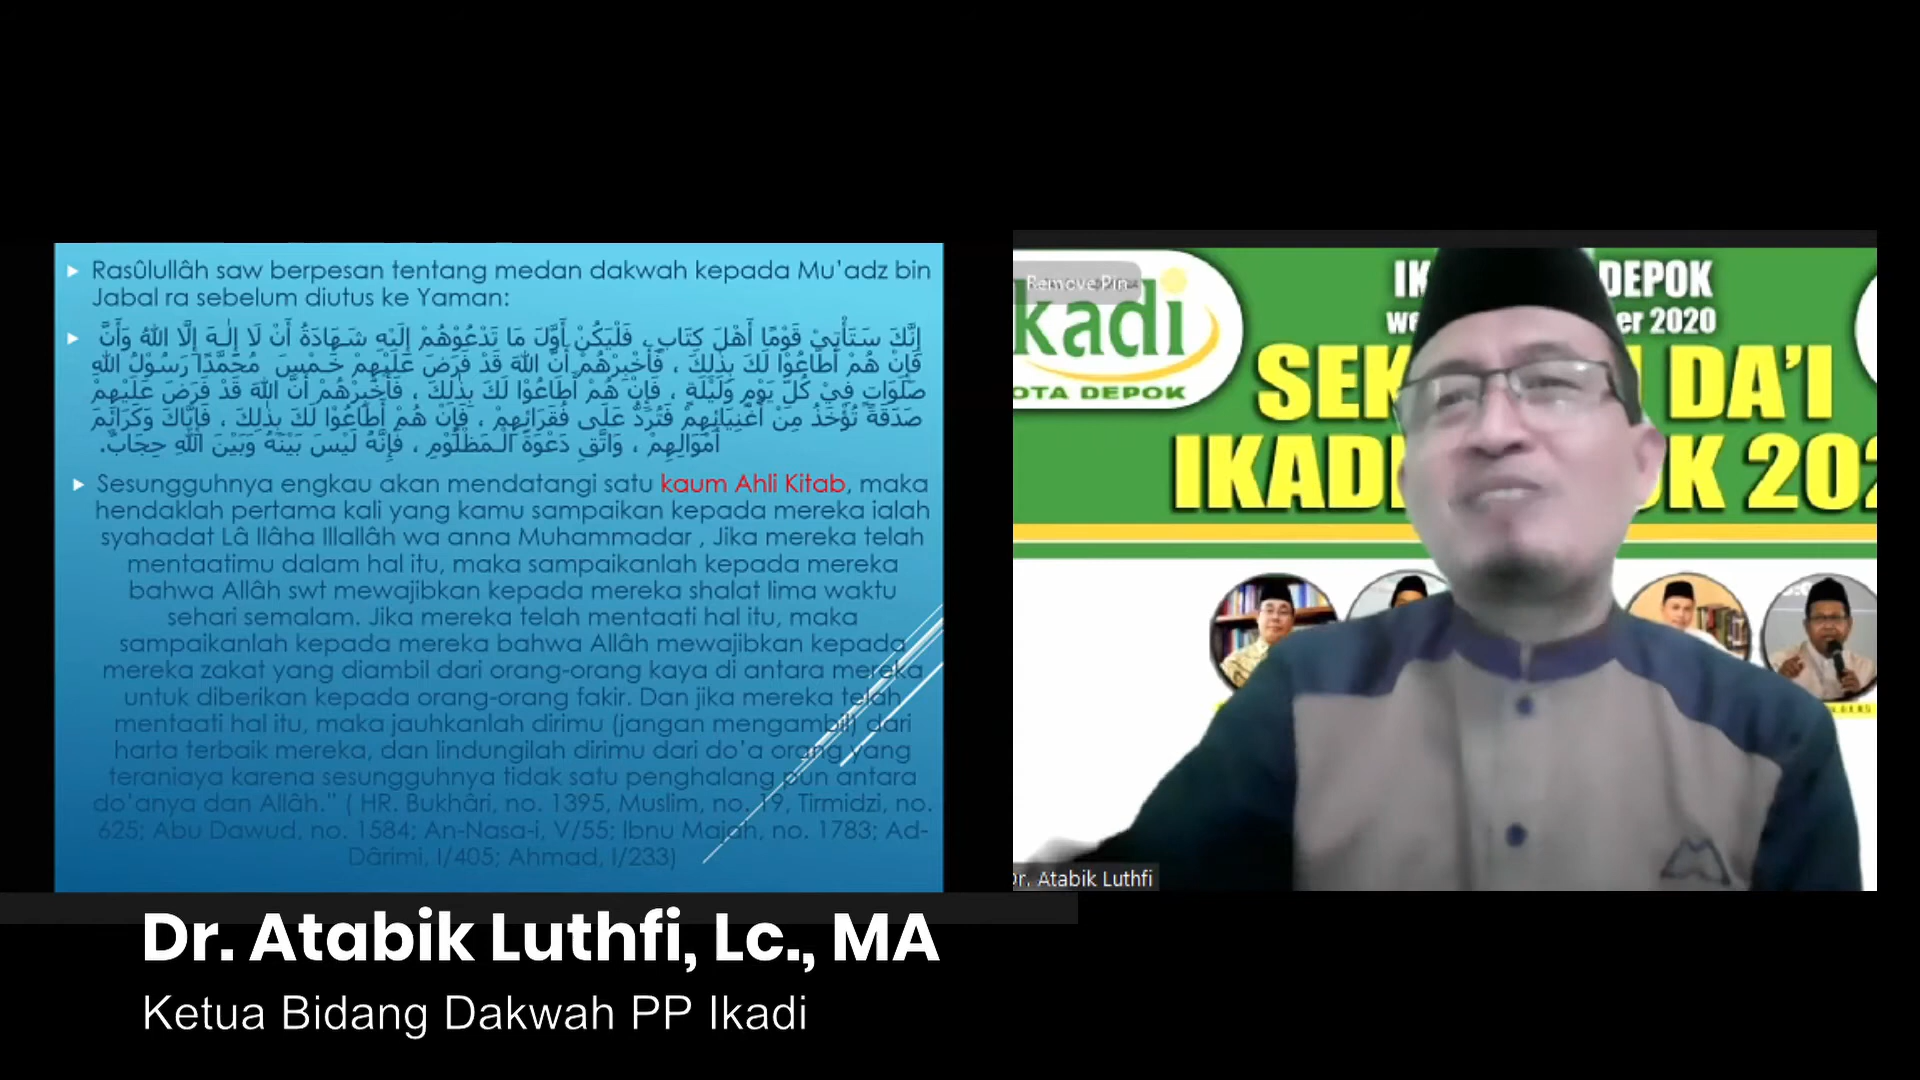 Rasûlullâh saw berpesan tentang medan dakwah kepada Mu'adz bin
Jabal ra sebelum diutus ke Yaman:
إِنَّكَ سَتَأْتِيْ قَوْمًا أَهْلَ كِتَابٍ ، فَلْيَكُنْ أَوَّلَ مَا تَدْعُوْهُمْ إِلَيْهِ شَهَادَةُ أَنْ لَا إِلٰهَ إِلَّا اللهُ وَأَنَّ
فَإِنْ هُمْ أَطَاعُوْا لَكَ بِذٰلِكَ ، فَأَخْبِرْهُمْ أَنَّ اللهَ قَدْ فَرَضَ عَلَيْهِمْ خَمْسَ مُحَمَّدًا رَسُوْلُ اللهِ
صَلَوَاتٍ فِيْ كُلِّ يَوْمٍ وَلَيْلَةٍ ، فَإِنْ هُمْ أَطَاعُوْا لَكَ بِذٰلِكَ ، فَأَخْبِرْهُمْ أَنَّ اللهَ قَدْ فَرَضَ عَلَيْهِمْ
صَدَقَةً تُؤْخَذُ مِنْ أَغْنِيَائِهِمْ فَتُرَدُّ عَلَى فُقَرَائِهِمْ ، فَإِنْ هُمْ أَطَاعُوْا لَكَ بِذٰلِكَ ، فَإِيَّاكَ وَكَرَائِمَ
أَمْوَالِهِمْ ، وَاتَّقِ دَعْوَةَ الْـمَظْلُوْمِ ، فَإِنَّهُ لَيْسَ بَيْنَهُ وَبَيْنَ اللهِ حِجَابٌ.
Sesungguhnya engkau akan mendatangi satu kaum Ahli Kitab, maka
hendaklah pertama kali yang kamu sampaikan kepada mereka ialah
syahadat Lâ Ilâha Illallâh wa anna Muhammadar , Jika mereka telah
mentaatimu dalam hal itu, maka sampaikanlah kepada mereka
bahwa Allâh swt mewajibkan kepada mereka shalat lima waktu
sehari semalam. Jika mereka telah mentaati hal itu, maka
sampaikanlah kepada mereka bahwa Allâh mewajibkan kepada
mereka zakat yang diambil dari orang-orang kaya di antara mereka
untuk diberikan kepada orang-orang fakir. Dan jika mereka telah
mentaati hal itu, maka jauhkanlah dirimu (jangan mengambil) dari
harta terbaik mereka, dan lindungilah dirimu dari do'a orang yang
teraniaya karena sesungguhnya tidak satu penghalang pun antara
do'anya dan Allâh." ( HR. Bukhâri, no. 1395, Muslim, no. 19, Tirmidzi, no.
625; Abu Dawud, no. 1584; An-Nasa-i, V/55; Ibnu Majah, no. 1783; Ad-
Dârimi, I/405; Ahmad, I/233)
Remove Pin
kadi
OTA DEPOK
IK DEPOK
we er 2020
SEK DA'I
IKADI OK 202
Dr. Atabik Luthfi
Dr. Atabik Luthfi, Lc., MA
Ketua Bidang Dakwah PP Ikadi